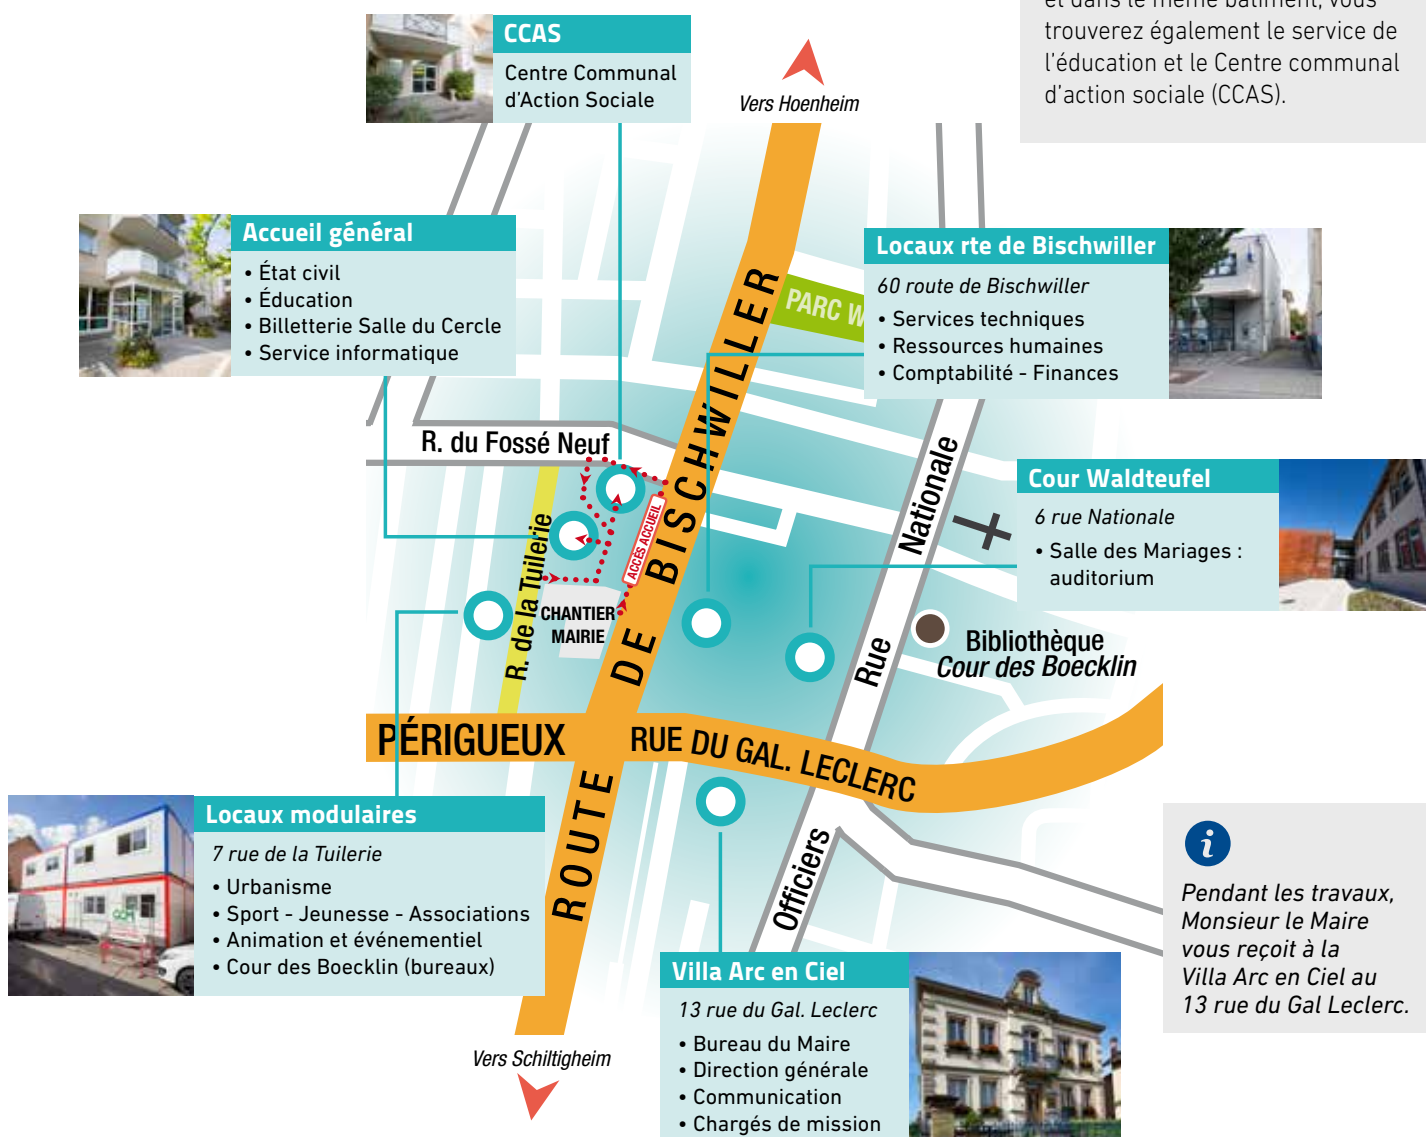 et dans le même bâtiment, vous
trouverez également le service de
l'éducation et le Centre communal
d'action sociale (CCAS).
CCAS
Centre Communal
d'Action Sociale
Vers Hoenheim
Accueil général
• État civil
• Éducation
• Billetterie Salle du Cercle
• Service informatique
Locaux rte de Bischwiller
60 route de Bischwiller
• Services techniques
• Ressources humaines
• Comptabilité - Finances
PARC W
R. du Fossé Neuf
ROUTE DE BISCHWILLER
Cour Waldteufel
6 rue Nationale
• Salle des Mariages :
auditorium
ACCÈS ACCUEIL
R. de la Tuilerie
CHANTIER
MAIRIE
Rue Nationale
Bibliothèque
Cour des Boecklin
PÉRIGUEUX
RUE DU GAL. LECLERC
Officiers
Locaux modulaires
7 rue de la Tuilerie
• Urbanisme
• Sport - Jeunesse - Associations
• Animation et événementiel
• Cour des Boecklin (bureaux)
i
Pendant les travaux,
Monsieur le Maire
vous reçoit à la
Villa Arc en Ciel au
13 rue du Gal Leclerc.
Villa Arc en Ciel
13 rue du Gal. Leclerc
• Bureau du Maire
• Direction générale
• Communication
• Chargés de mission
Vers Schiltigheim